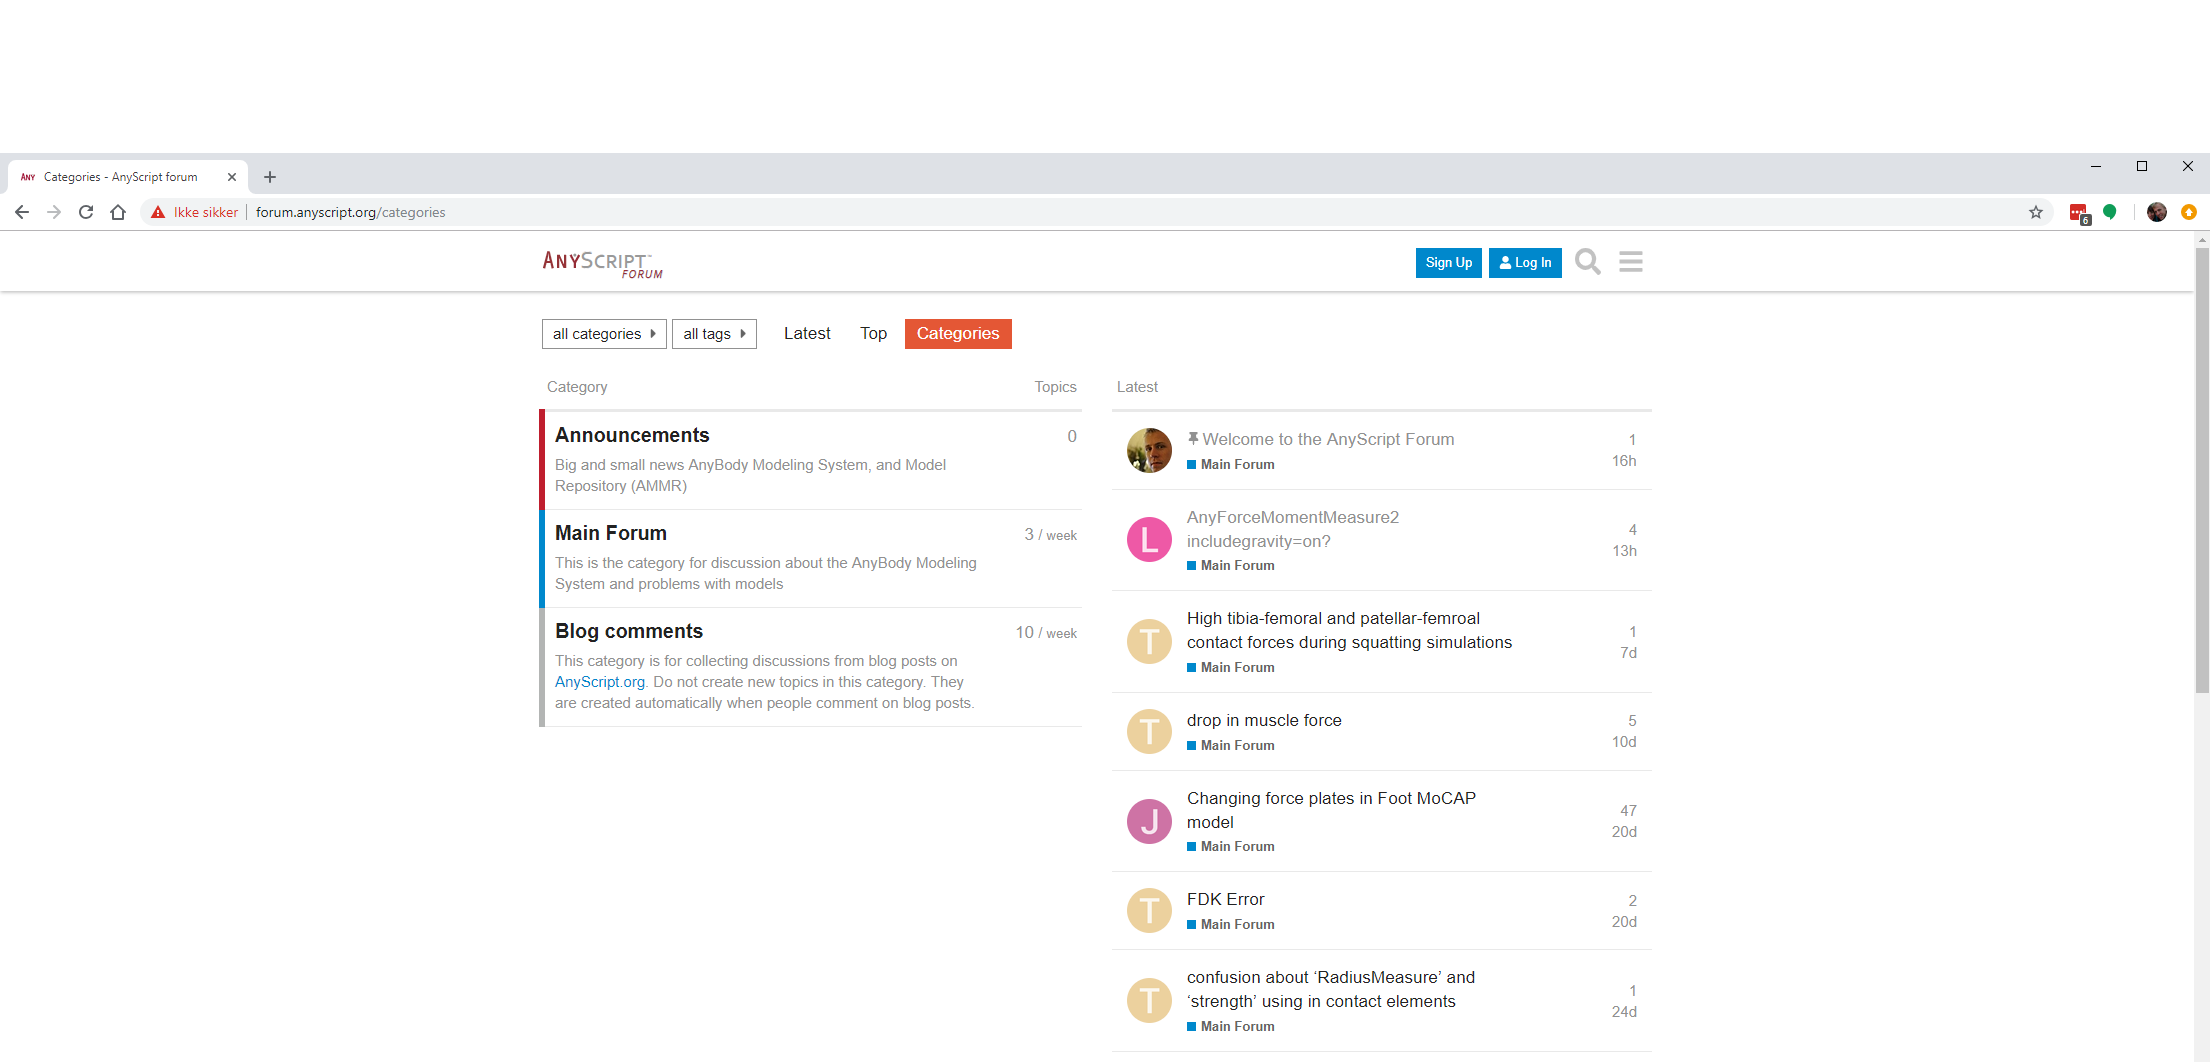 ANY Categories - AnyScript forum
Ikke sikker forum.anyscript.org/categories
6
ANYSCRIPT™
FORUM
Sign Up
Log In
all categories
all tags
Latest
Top
Categories
Category Topics
Announcements 0
Big and small news AnyBody Modeling System, and Model
Repository (AMMR)
Main Forum 3 / week
This is the category for discussion about the AnyBody Modeling
System and problems with models
Blog comments 10 / week
This category is for collecting discussions from blog posts on
AnyScript.org. Do not create new topics in this category. They
are created automatically when people comment on blog posts.
Latest
Welcome to the AnyScript Forum 1
Main Forum 16h
L
AnyForceMomentMeasure2
includegravity=on? 4
Main Forum 13h
T
High tibia-femoral and patellar-femroal
contact forces during squatting simulations 1
Main Forum 7d
T
drop in muscle force 5
Main Forum 10d
J
Changing force plates in Foot MoCAP
model 47
Main Forum 20d
T
FDK Error 2
Main Forum 20d
T
confusion about ‘RadiusMeasure’ and
‘strength’ using in contact elements 1
Main Forum 24d